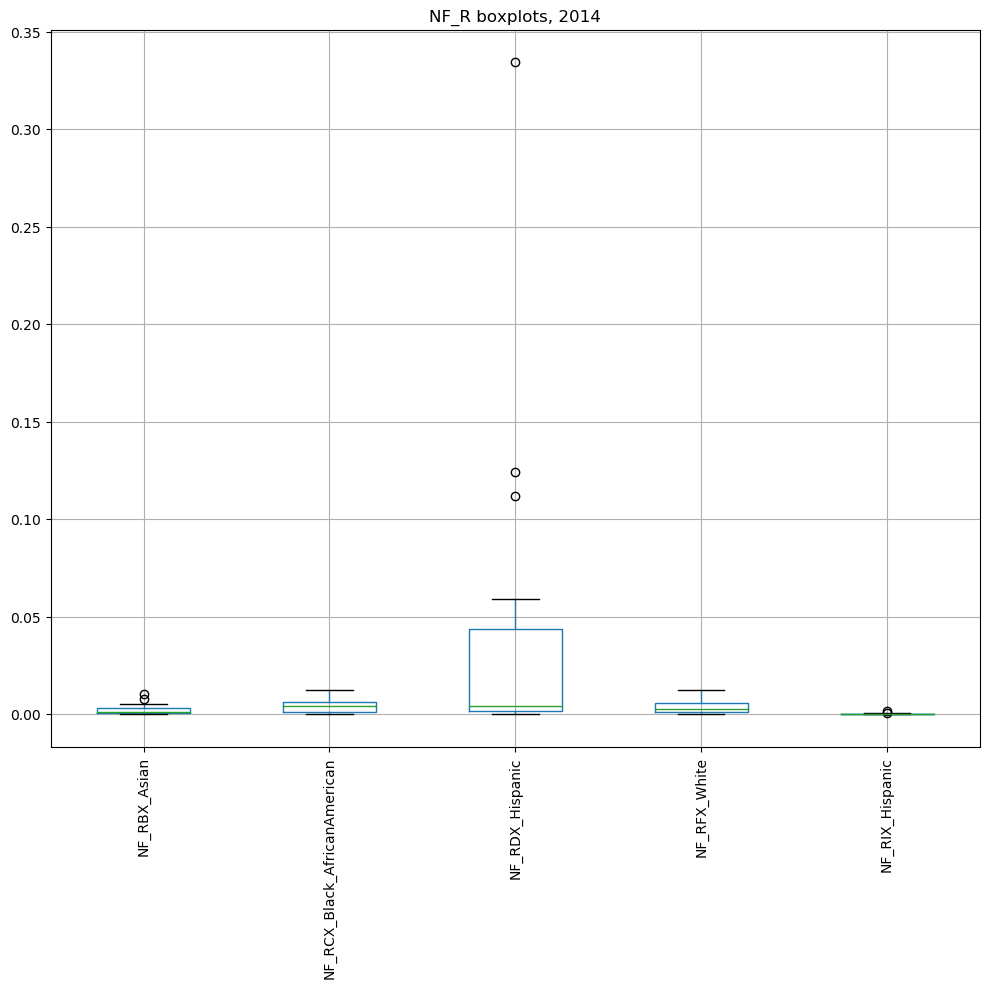 NF_R boxplots, 2014
0.35
0.30
0.25
0.20
0.15
0.10
0.05
0.00
NF_RBX_Asian
NF_RCX_Black_AfricanAmerican
NF_RDX_Hispanic
NF_RFX_White
NF_RIX_Hispanic